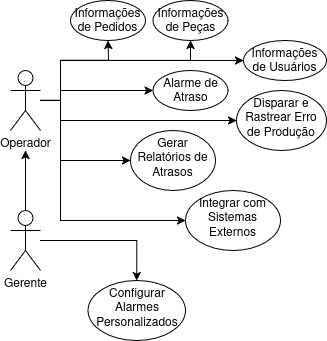 Informações
de Pedidos
Informações
de Peças
Informações
de Usuários
Alarme de
Atraso
Disparar e
Rastrear Erro
de Produção
Operador
Gerar
Relatórios de
Atrasos
Integrar com
Sistemas
Externos
Gerente
Configurar
Alarmes
Personalizados